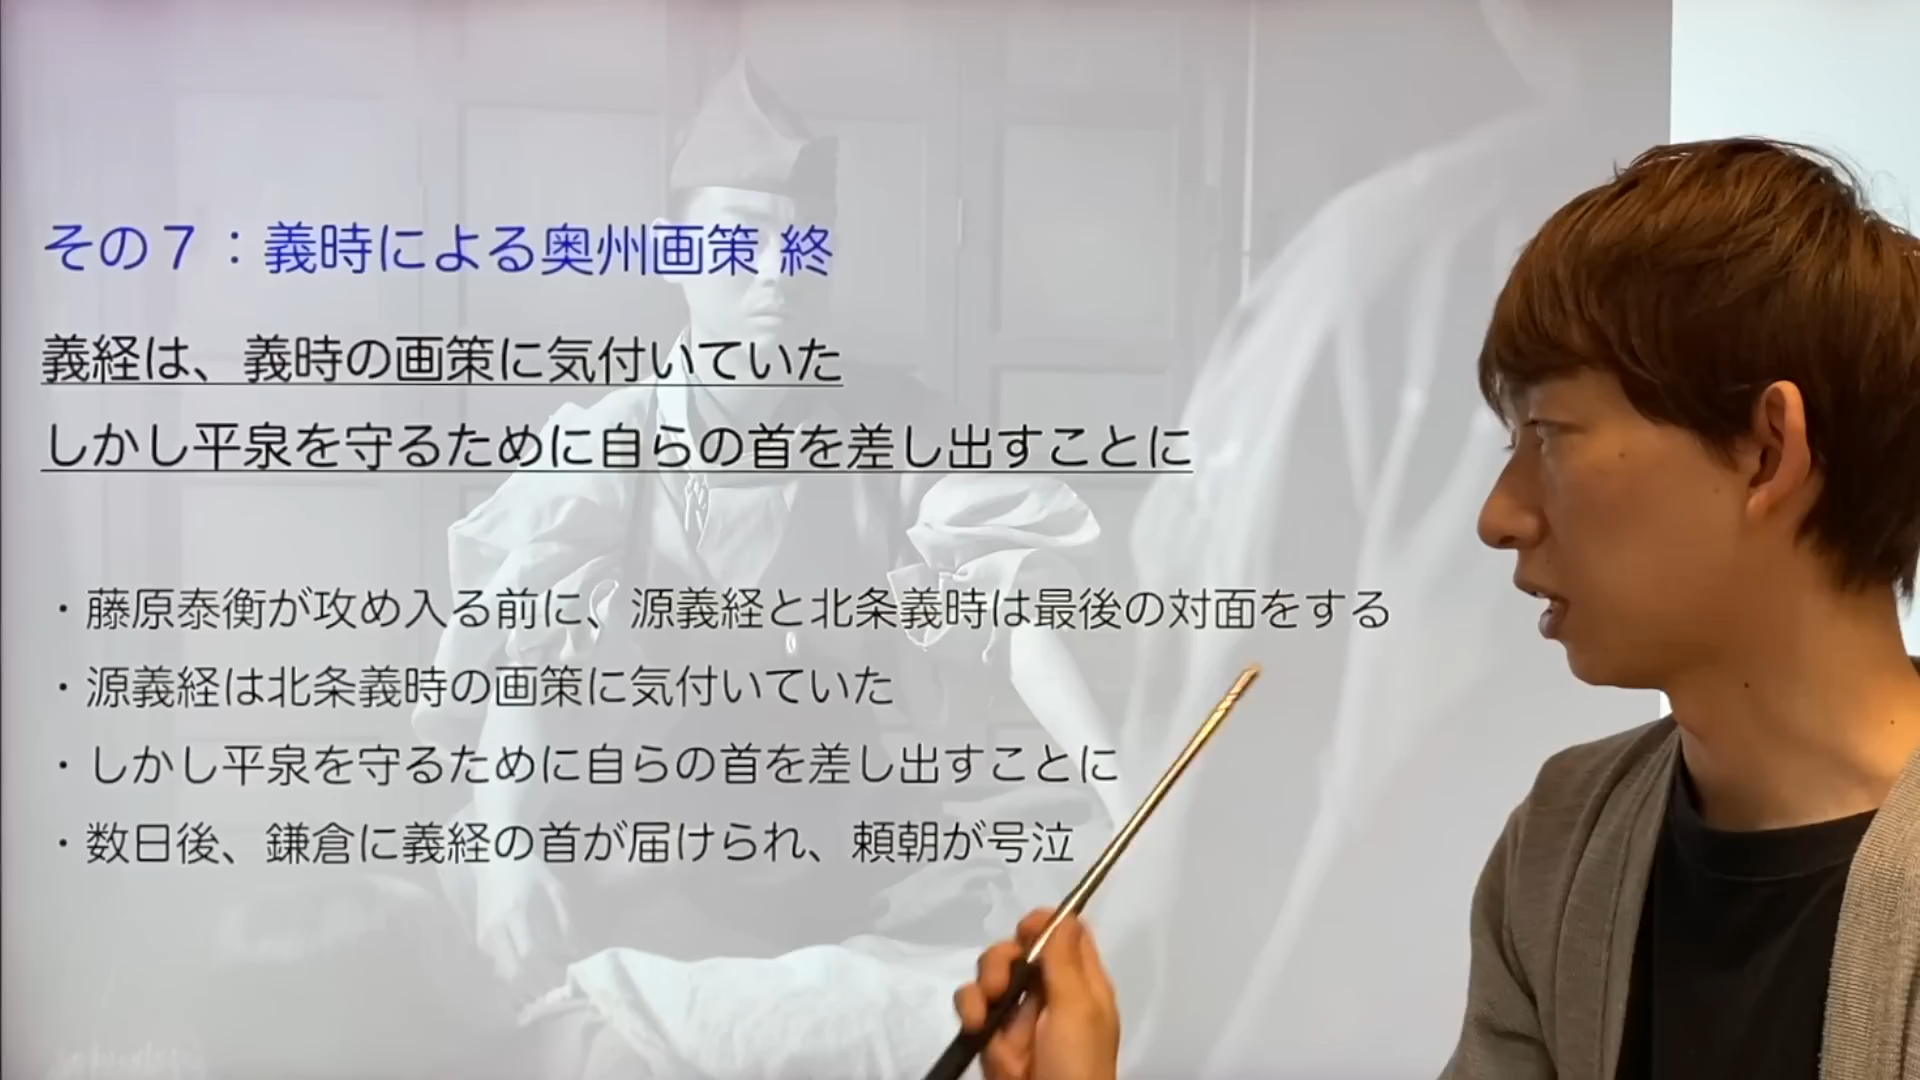 その７：義時による奥州画策 終
義経は、義時の画策に気付いていた
しかし平泉を守るために自らの首を差し出すことに
・藤原泰衡が攻め入る前に、源義経と北条義時は最後の対面をする
・源義経は北条義時の画策に気付いていた
・しかし平泉を守るために自らの首を差し出すことに
・数日後、鎌倉に義経の首が届けられ、頼朝が号泣